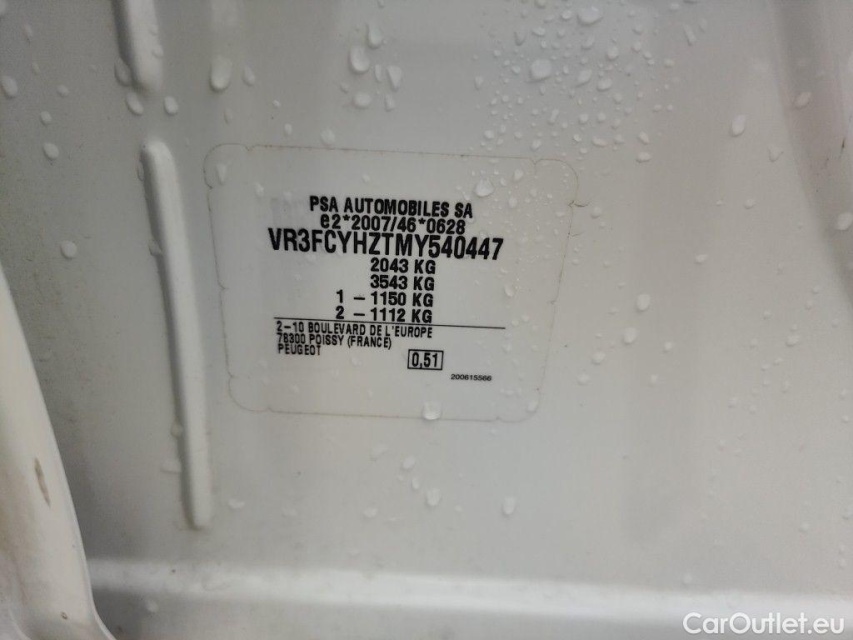 PSA AUTOMOBILES SA
e2*2007/46*0628
VR3FCYHZTMY540447
2043 KG
3543 KG
1 – 1150 KG
2 – 1112 KG
2–10 BOULEVARD DE L'EUROPE
78300 POISSY (FRANCE)
PEUGEOT
0,51
200615566
CarOutlet.eu